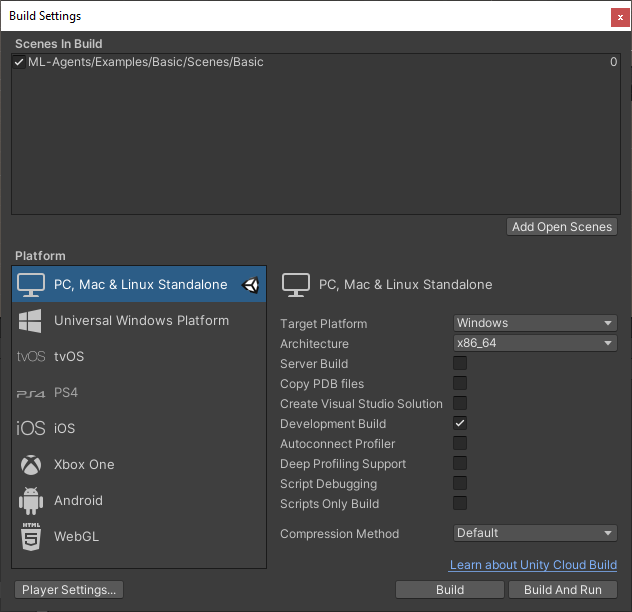 Build Settings
x
Scenes In Build
ML-Agents/Examples/Basic/Scenes/Basic 0
Add Open Scenes
Platform
PC, Mac & Linux Standalone
Universal Windows Platform
tvOS tvOS
PS4 PS4
iOS iOS
Xbox One
Android
HTML 5 WebGL
PC, Mac & Linux Standalone
Target Platform Windows
Architecture x86_64
Server Build
Copy PDB files
Create Visual Studio Solution
Development Build
Autoconnect Profiler
Deep Profiling Support
Script Debugging
Scripts Only Build
Compression Method Default
Learn about Unity Cloud Build
Player Settings... Build Build And Run